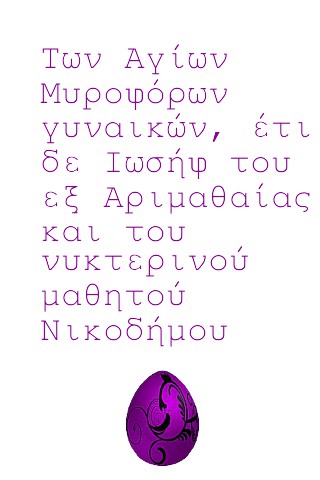 Των Αγίων
Μυροφόρων
γυναικών, έτι
δε Ιωσήφ του
εξ Αριμαθαίας
και του
νυκτερινού
μαθητού
Νικοδήμου